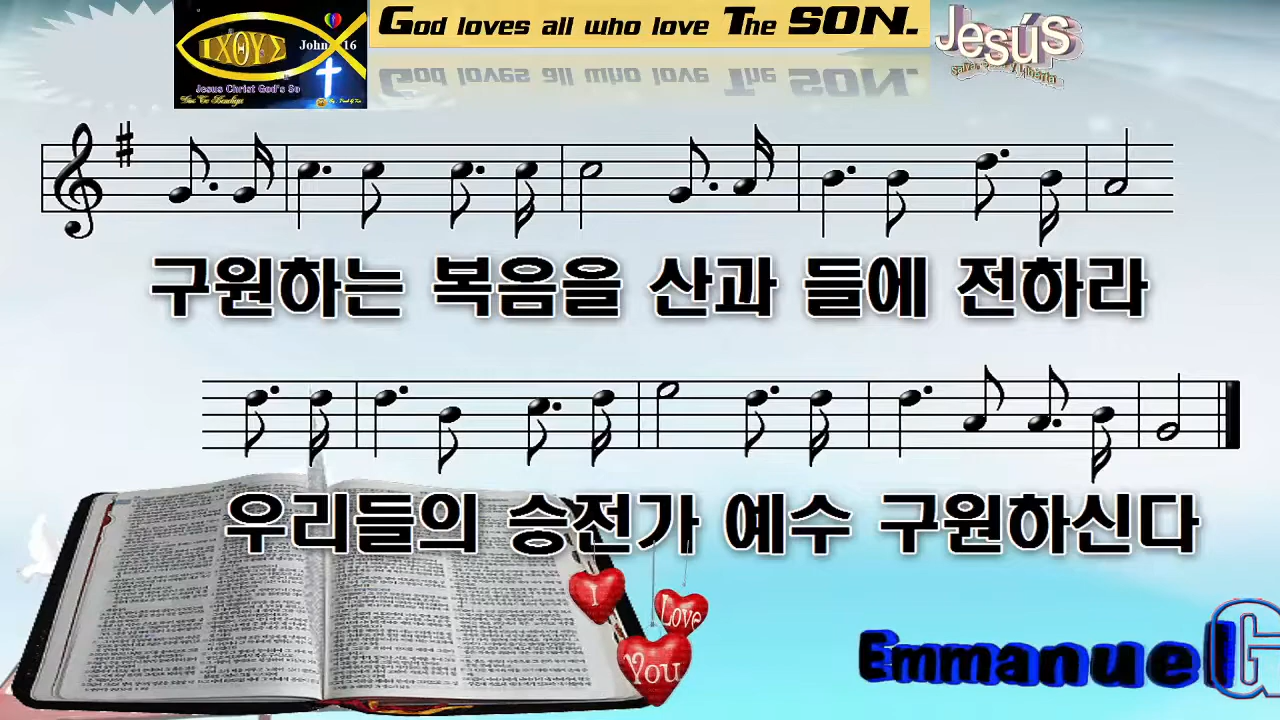 God loves all who love The SON.
ΙΧΘΥΣ
John 16
Jesus Christ God's So
Jesús
구원하는 복음을 산과 들에 전하라
우리들의 승전가 예수 구원하신다
I
Love
You
Emmanuel G